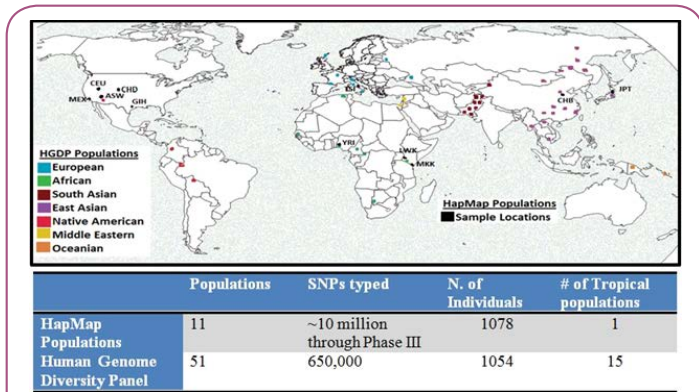 CEU
CHD
MEX
ASW
GIH
TSI
CHB
JPT
YRI
LWK
MKK
HGDP Populations
European
African
South Asian
East Asian
Native American
Middle Eastern
Oceanian
HapMap Populations
Sample Locations
Populations SNPs typed N. of Individuals # of Tropical populations
HapMap Populations 11 ~10 million through Phase III 1078 1
Human Genome Diversity Panel 51 650,000 1054 15